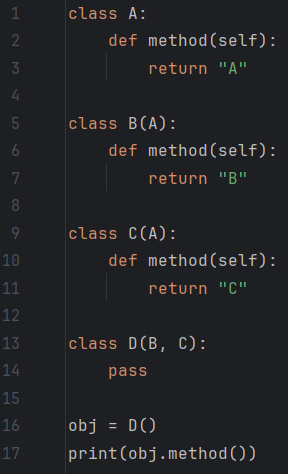 1 class A:
2     def method(self):
3         return "A"
4
5 class B(A):
6     def method(self):
7         return "B"
8
9 class C(A):
10     def method(self):
11         return "C"
12
13 class D(B, C):
14     pass
15
16 obj = D()
17 print(obj.method())